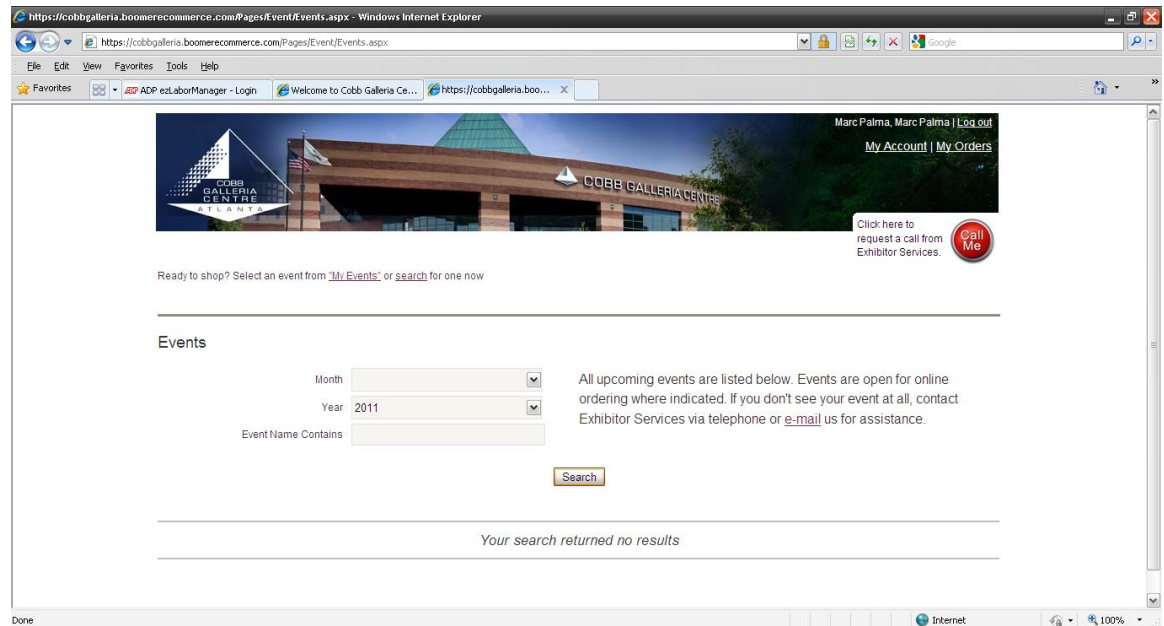 https://cobbgalleria.boomerecommerce.com/Pages/Event/Events.aspx - Windows Internet Explorer
https://cobbgalleria.boomerecommerce.com/Pages/Event/Events.aspx
Google
File Edit View Favorites Tools Help
Favorites ADP ADP ezLaborManager - Login Welcome to Cobb Galleria Ce... https://cobbgalleria.boo... X
Marc Palma, Marc Palma | Log out
My Account | My Orders
COBB
GALLERIA
CENTRE
ATLANTA
COBB GALLERIA CENTRE
Click here to
request a call from
Exhibitor Services.
Call
Me
Ready to shop? Select an event from "My Events" or search for one now
Events
Month
Year 2011
Event Name Contains
All upcoming events are listed below. Events are open for online
ordering where indicated. If you don't see your event at all, contact
Exhibitor Services via telephone or e-mail us for assistance.
Search
Your search returned no results
Done Internet 100%